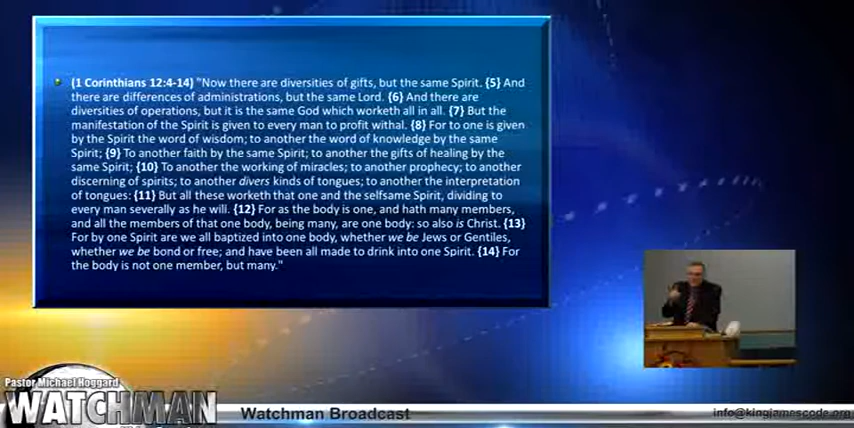 (1 Corinthians 12:4-14) "Now there are diversities of gifts, but the same Spirit. {5} And
there are differences of administrations, but the same Lord. {6} And there are
diversities of operations, but it is the same God which worketh all in all. {7} But the
manifestation of the Spirit is given to every man to profit withal. {8} For to one is given
by the Spirit the word of wisdom; to another the word of knowledge by the same
Spirit; {9} To another faith by the same Spirit; to another the gifts of healing by the
same Spirit; {10} To another the working of miracles; to another prophecy; to another
discerning of spirits; to another divers kinds of tongues; to another the interpretation
of tongues: {11} But all these worketh that one and the selfsame Spirit, dividing to
every man severally as he will. {12} For as the body is one, and hath many members,
and all the members of that one body, being many, are one body: so also is Christ. {13}
For by one Spirit are we all baptized into one body, whether we be Jews or Gentiles,
whether we be bond or free; and have been all made to drink into one Spirit. {14} For
the body is not one member, but many."
Pastor Michael Hoggard
WATCHMAN
Watchman Broadcast
info@kingjamescode.org